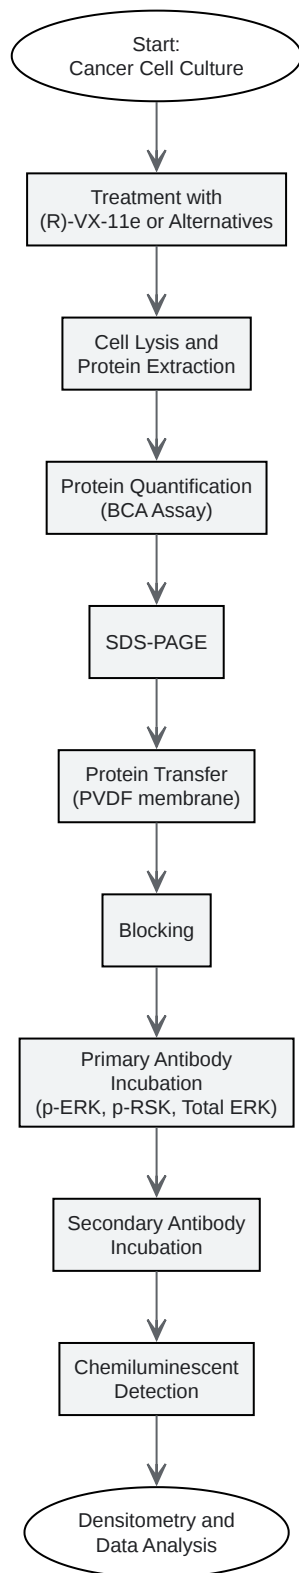 Start:
Cancer Cell Culture
Treatment with
(R)-VX-11e or Alternatives
Cell Lysis and
Protein Extraction
Protein Quantification
(BCA Assay)
SDS-PAGE
Protein Transfer
(PVDF membrane)
Blocking
Primary Antibody
Incubation
(p-ERK, p-RSK, Total ERK)
Secondary Antibody
Incubation
Chemiluminescent
Detection
Densitometry and
Data Analysis